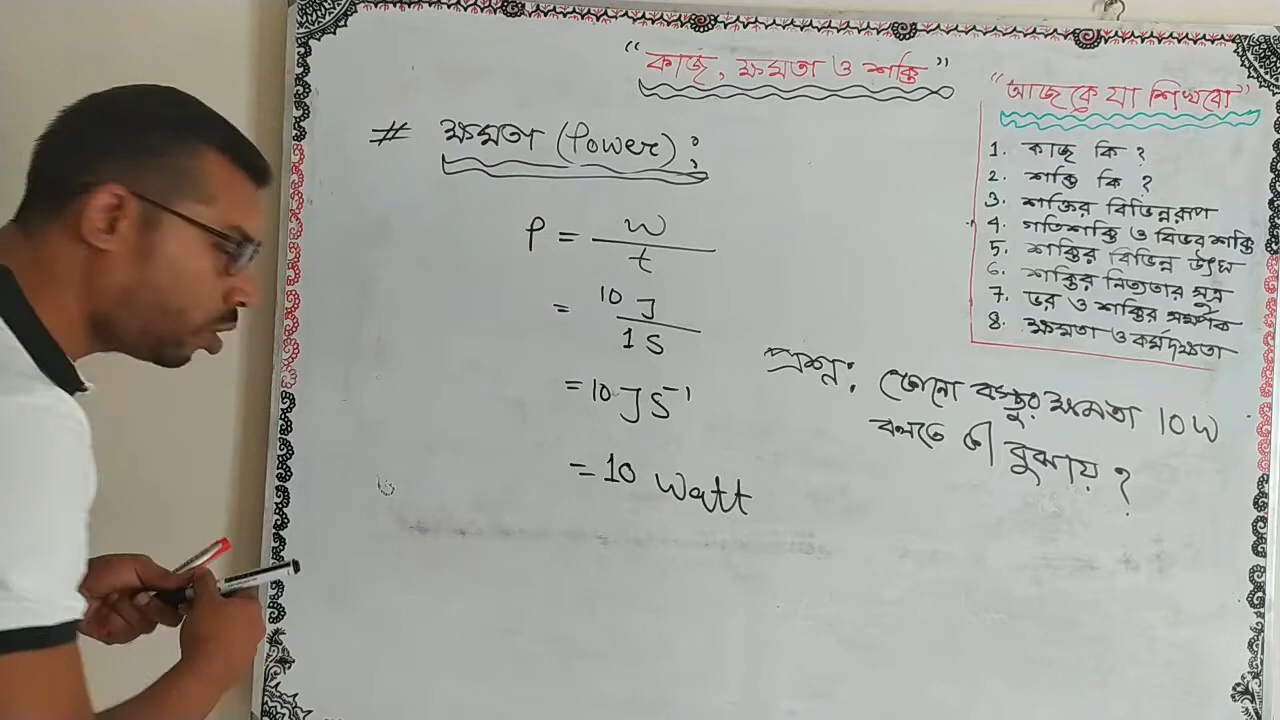 “কাজ, ক্ষমতা ও শক্তি”
# ক্ষমতা (Power):
P = W / t
= 10 J / 1 S
= 10 J S⁻¹
= 10 Watt
“আজকে যা শিখবো”
1. কাজ কি ?
2. শক্তি কি ?
3. শক্তির বিভিন্নরূপ
4. গতিশক্তি ও বিভব শক্তি
5. শক্তির বিভিন্ন উৎস
6. শক্তির নিত্যতার সূত্র
7. ভর ও শক্তির সম্পর্ক
8. ক্ষমতা ও কর্মদক্ষতা
প্রশ্ন: কোনো বস্তুর ক্ষমতা 10W
বলতে কী বুঝায় ?